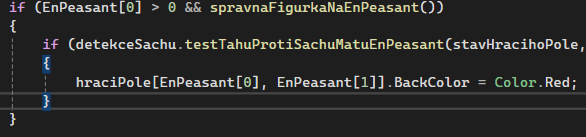 if (EnPeasant[0] > 0 && spravnaFigurkaNaEnPeasant())
{
if (detekceSachu.testTahuProtiSachuMatuEnPeasant(stavHracihoPole,
{
hraciPole[EnPeasant[0], EnPeasant[1]].BackColor = Color.Red;
}
}